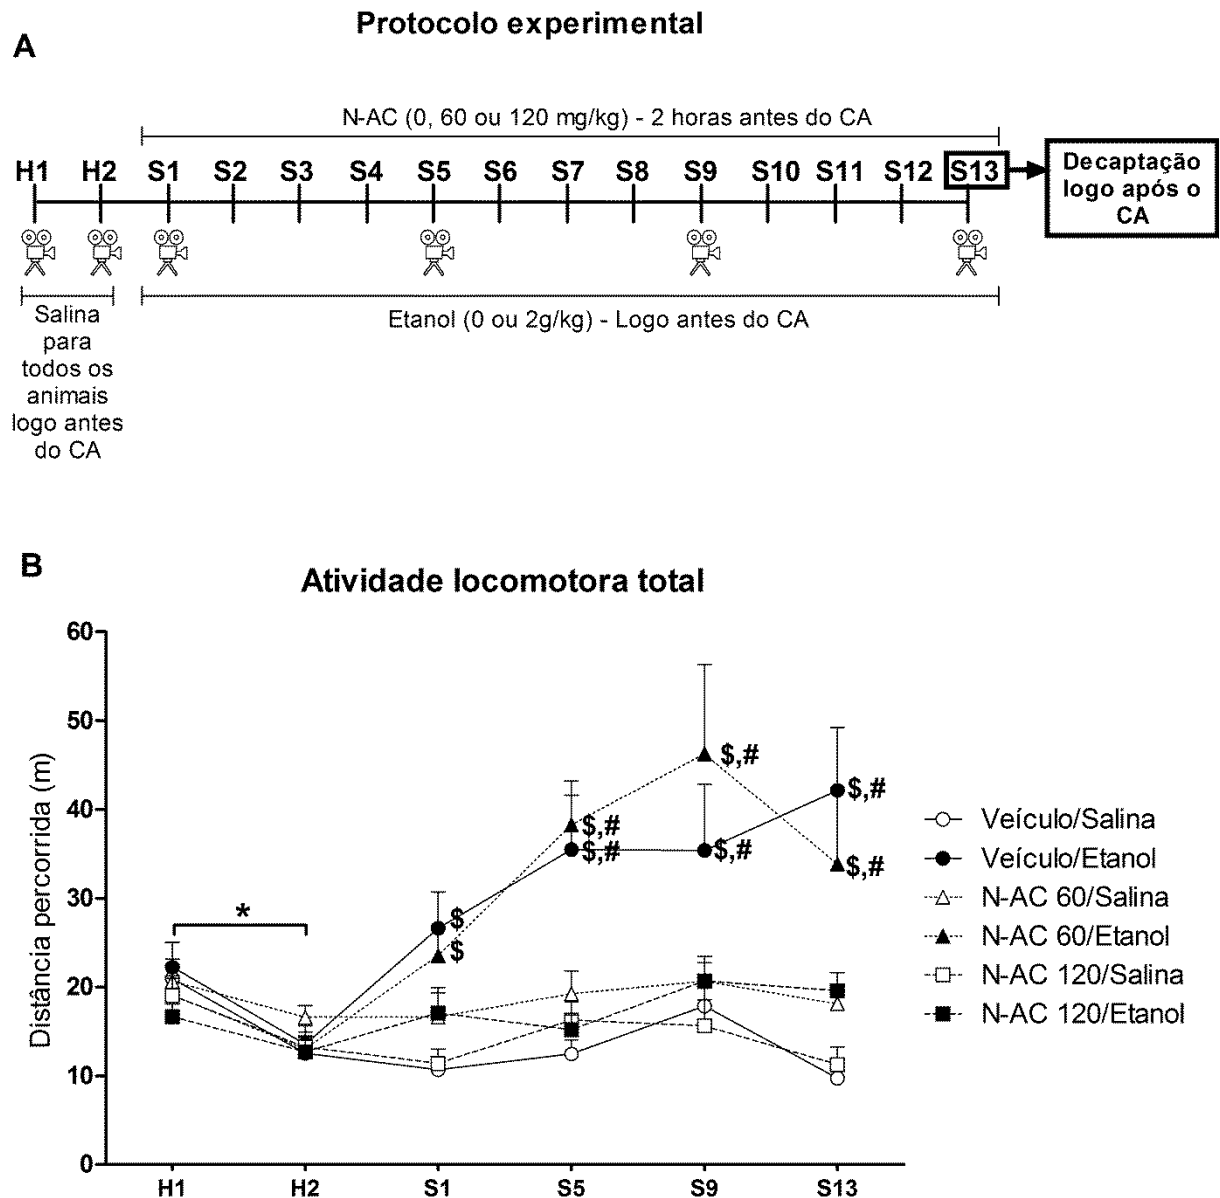 Protocolo experimental
A
N-AC (0, 60 ou 120 mg/kg) - 2 horas antes do CA
H1 H2 S1 S2 S3 S4 S5 S6 S7 S8 S9 S10 S11 S12 S13
Decaptação
logo após o
CA
Salina
para
todos os
animais
logo antes
do CA
Etanol (0 ou 2g/kg) - Logo antes do CA
B
Atividade locomotora total
Distância percorrida (m)
60
50
40
30
20
10
0
*
$
$
$,#
$,#
$,#
$,#
$,#
$,#
H1 H2 S1 S5 S9 S13
Veículo/Salina
Veículo/Etanol
N-AC 60/Salina
N-AC 60/Etanol
N-AC 120/Salina
N-AC 120/Etanol